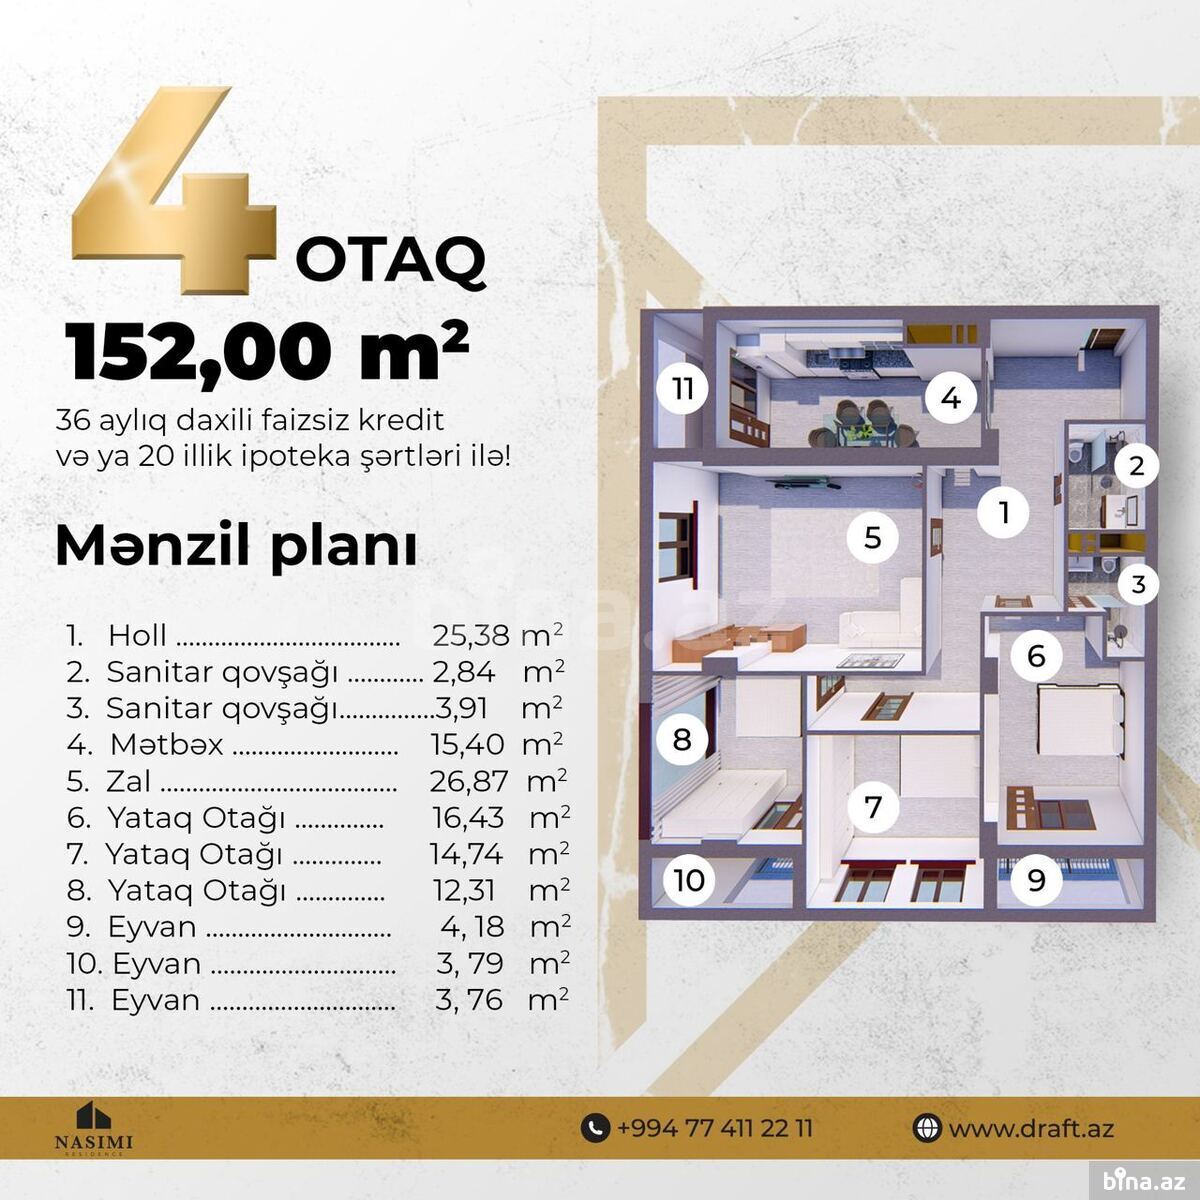 4 OTAQ
152,00 m²
36 aylıq daxili faizsiz kredit
və ya 20 illik ipoteka şərtləri ilə!
Mənzil planı
1. Holl ............................... 25,38 m²
2. Sanitar qovşağı ............ 2,84 m²
3. Sanitar qovşağı...............3,91 m²
4. Mətbəx .......................... 15,40 m²
5. Zal ..................................... 26,87 m²
6. Yataq Otağı .............. 16,43 m²
7. Yataq Otağı .............. 14,74 m²
8. Yataq Otağı .............. 12,31 m²
9. Eyvan ............................. 4, 18 m²
10. Eyvan ............................. 3, 79 m²
11. Eyvan ............................. 3, 76 m²
11
4
2
1
5
3
6
8
7
10
9
bina.az
NASIMI
RESIDENCE
+994 77 411 22 11
www.draft.az
bina.az